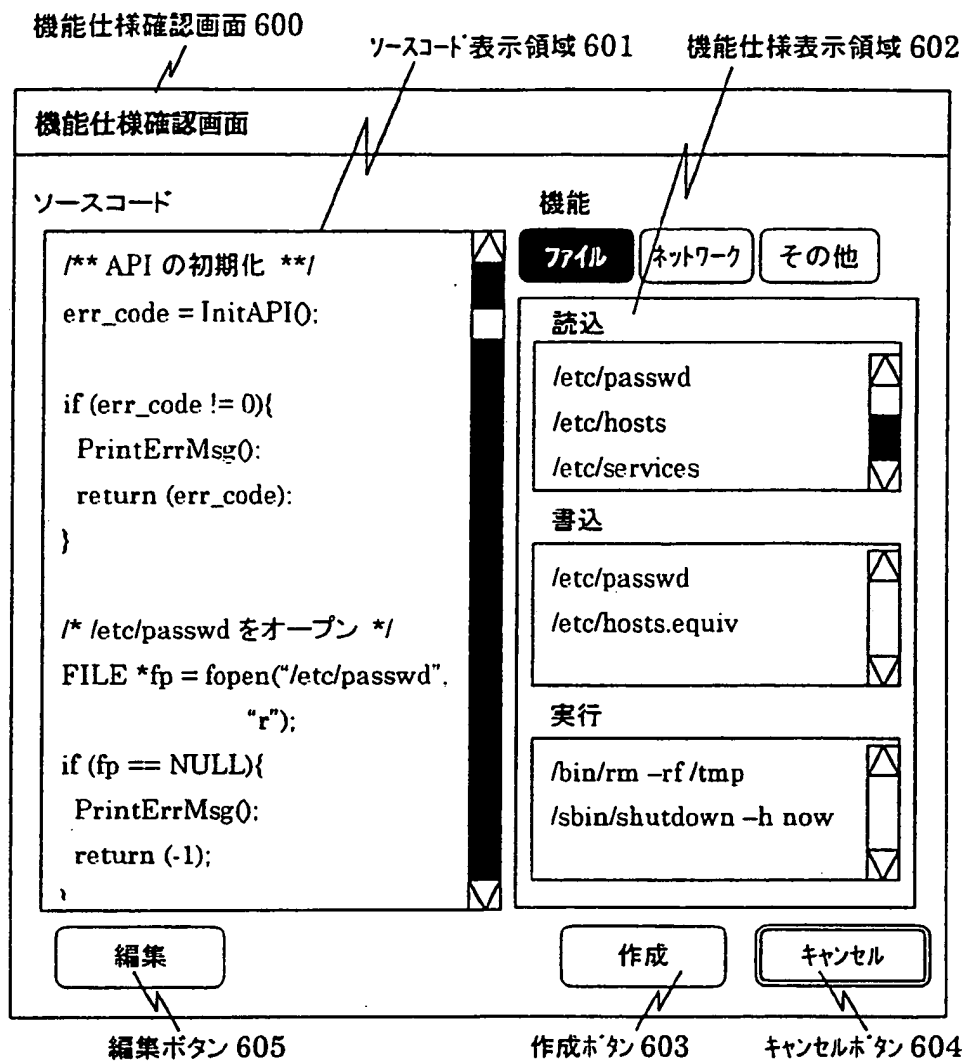 機能仕様確認画面 600
ソースコード表示領域 601
機能仕様表示領域 602
機能仕様確認画面
ソースコード
/** API の初期化 **/
err_code = InitAPI();
if (err_code != 0){
PrintErrMsg();
return (err_code);
}
/* /etc/passwd をオープン */
FILE *fp = fopen("/etc/passwd",
"r");
if (fp == NULL){
PrintErrMsg();
return (-1);
}
機能
ファイル
ネットワーク
その他
読込
/etc/passwd
/etc/hosts
/etc/services
書込
/etc/passwd
/etc/hosts.equiv
実行
/bin/rm –rf /tmp
/sbin/shutdown –h now
編集
作成
キャンセル
編集ボタン 605
作成ボタン 603
キャンセルボタン 604